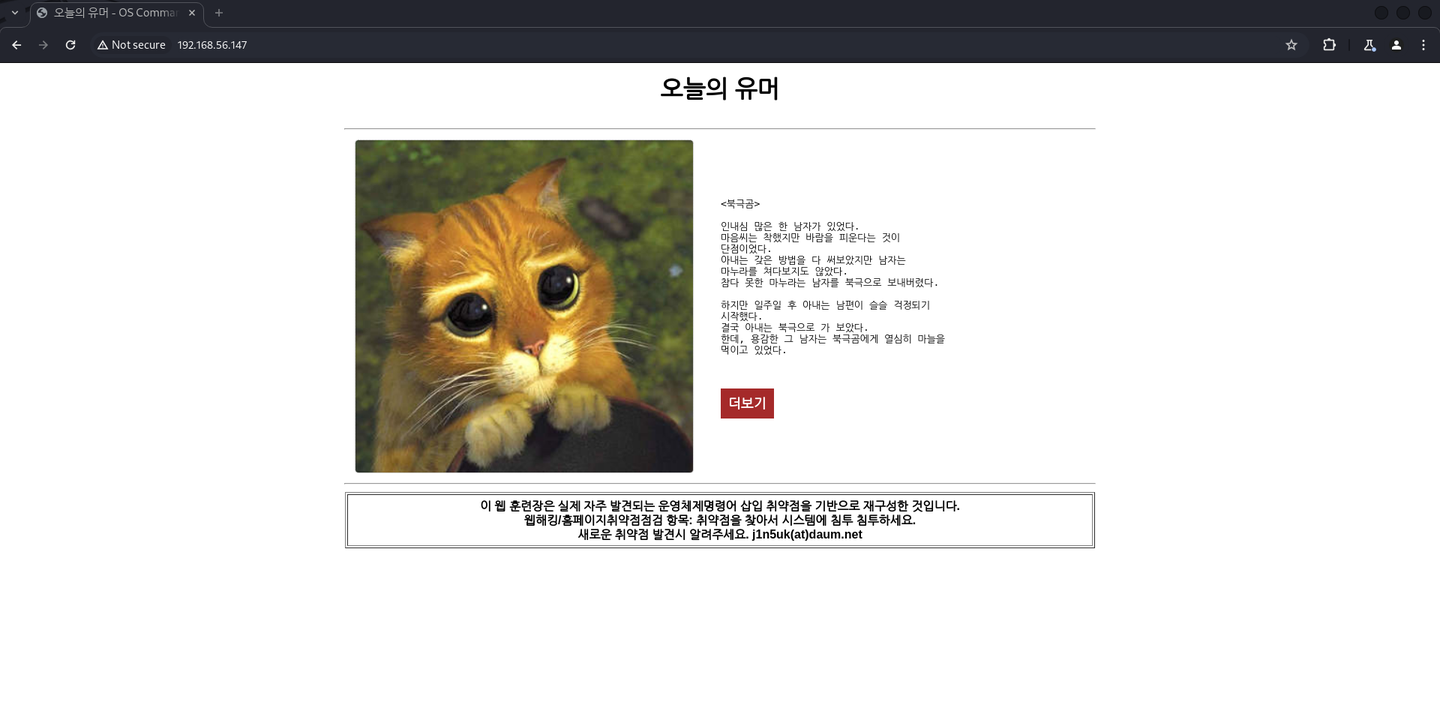 오늘의 유머 - OS Comma
Not secure 192.168.56.147
오늘의 유머
<북극곰>
인내심 많은 한 남자가 있었다.
마음씨는 착했지만 바람을 피운다는 것이
단점이었다.
아내는 갖은 방법을 다 써보았지만 남자는
마누라를 쳐다보지도 않았다.
참다 못한 마누라는 남자를 북극으로 보내버렸다.
하지만 일주일 후 아내는 남편이 슬슬 걱정되기
시작했다.
결국 아내는 북극으로 가 보았다.
한데, 용감한 그 남자는 북극곰에게 열심히 마늘을
먹이고 있었다.
더보기
이 웹 훈련장은 실제 자주 발견되는 운영체제명령어 삽입 취약점을 기반으로 재구성한 것입니다.
웹해킹/홈페이지취약점점검 항목: 취약점을 찾아서 시스템에 침투 침투하세요.
새로운 취약점 발견시 알려주세요. j1n5uk(at)daum.net